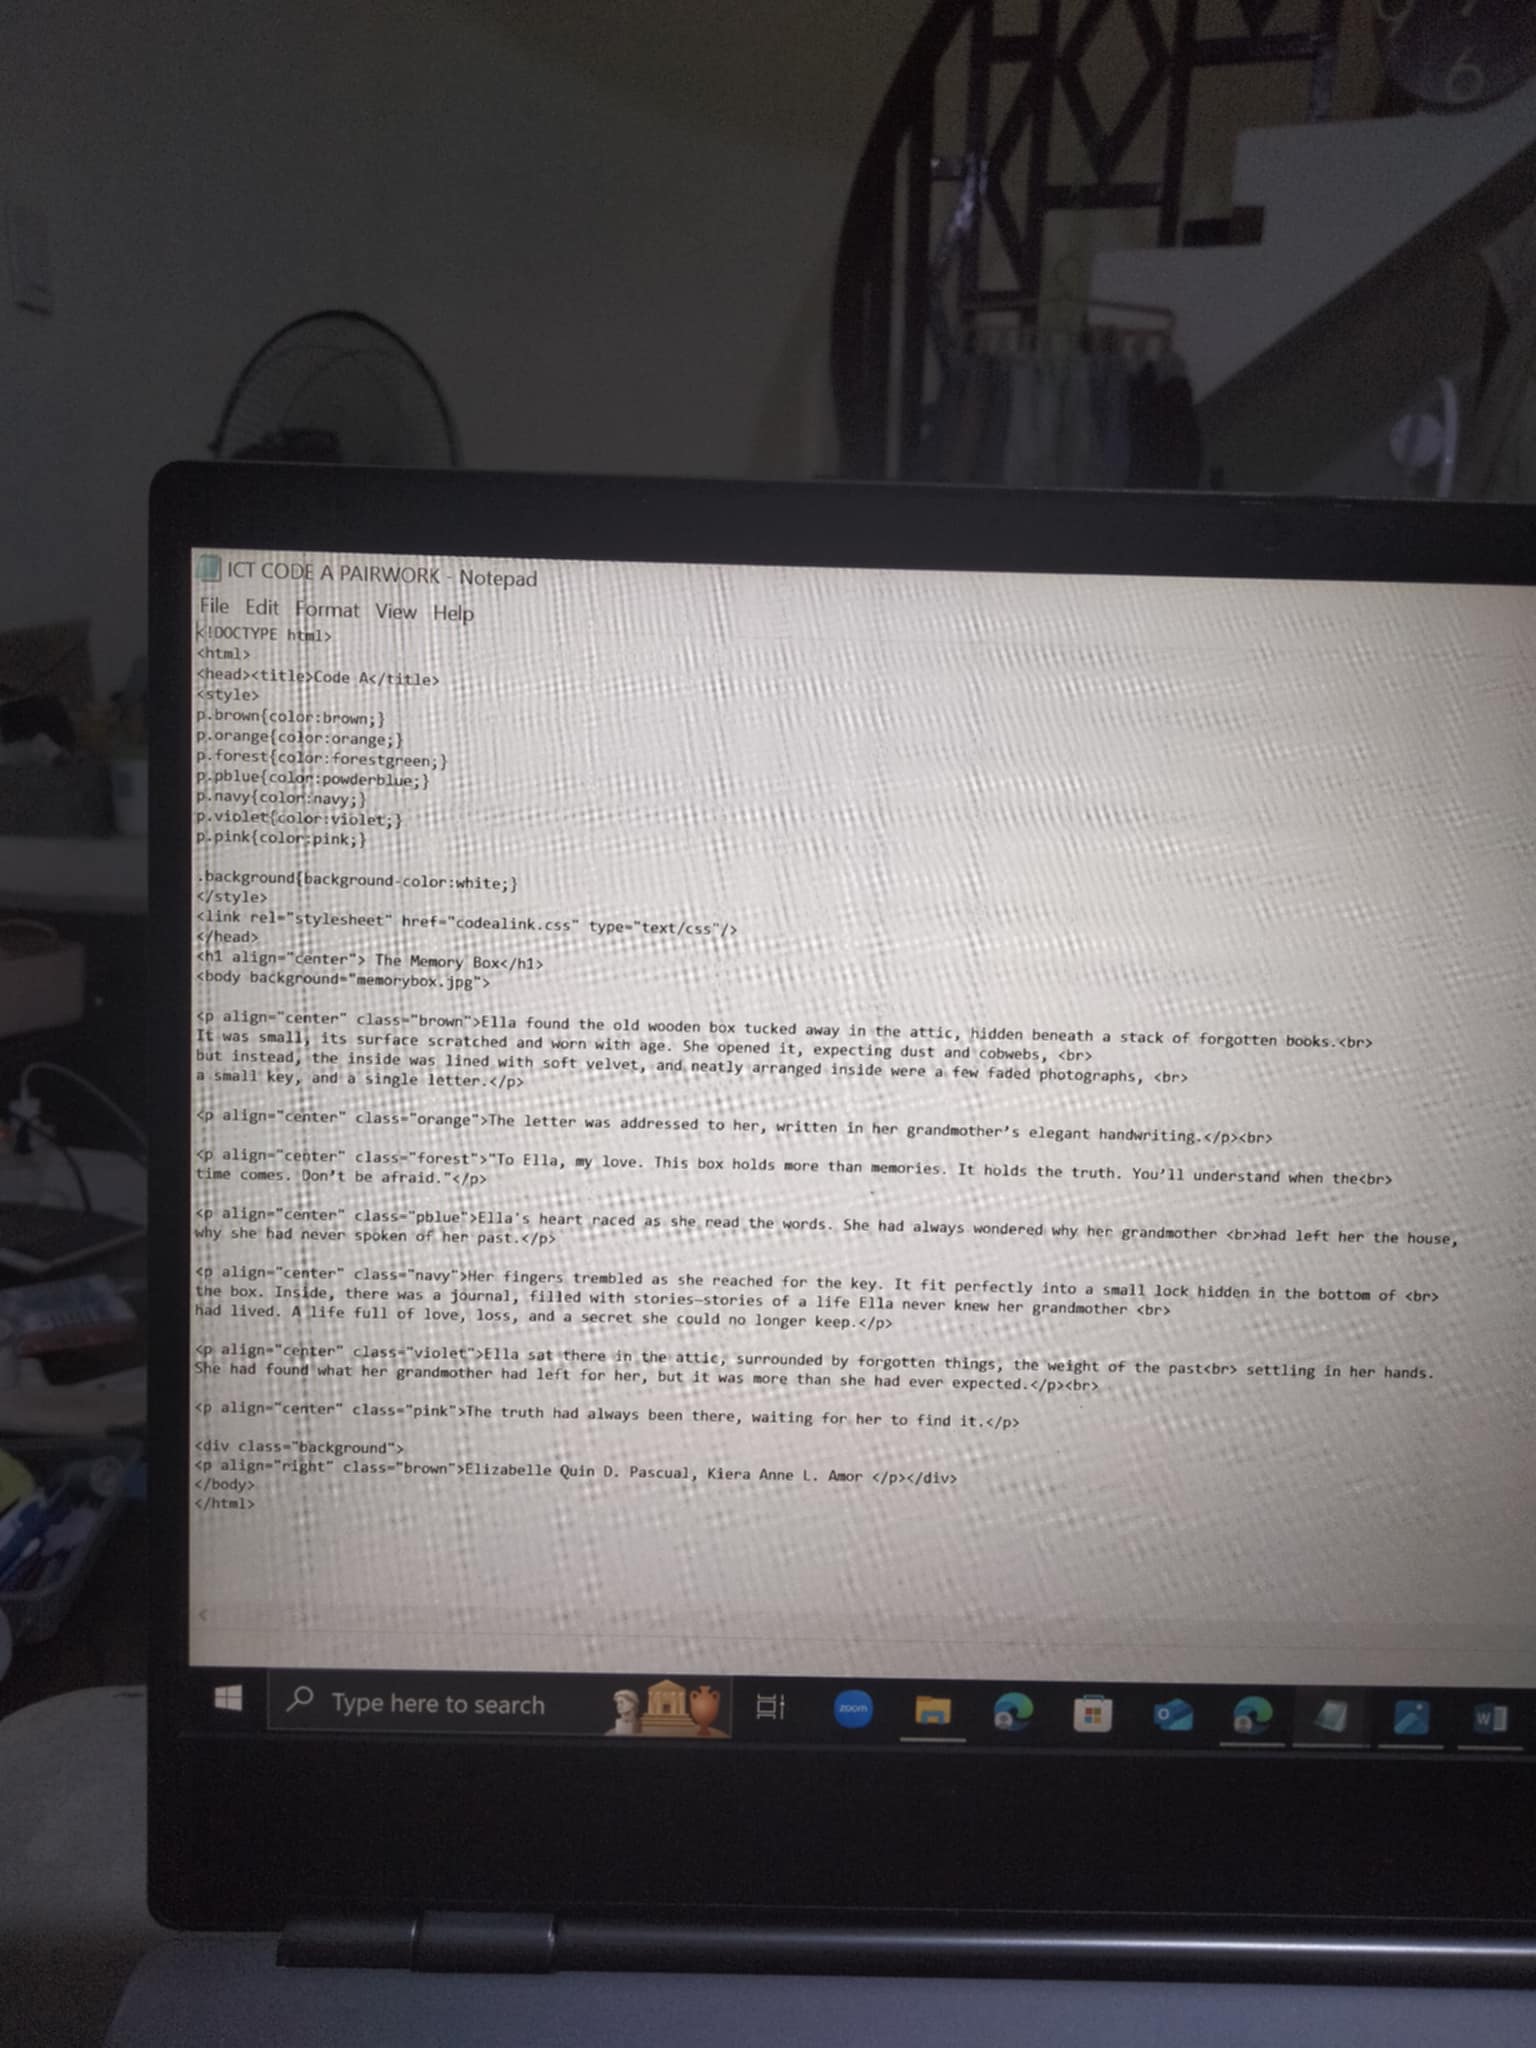 6
ICT CODE A PAIRWORK - Notepad
File Edit Format View Help
<!DOCTYPE html>
<html>
<head><title>Code A</title>
<style>
p.brown{color:brown;}
p.orange{color:orange;}
p.forest{color:forestgreen;}
p.pblue{color:powderblue;}
p.navy{color:navy;}
p.violet{color:violet;}
p.pink{color:pink;}
.background{background-color:white;}
</style>
<link rel="stylesheet" href="codealink.css" type="text/css"/>
</head>
<h1 align="center"> The Memory Box</h1>
<body background="memorybox.jpg">
<p align="center" class="brown">Ella found the old wooden box tucked away in the attic, hidden beneath a stack of forgotten books.<br>
It was small, its surface scratched and worn with age. She opened it, expecting dust and cobwebs, <br>
but instead, the inside was lined with soft velvet, and neatly arranged inside were a few faded photographs, <br>
a small key, and a single letter.</p>
<p align="center" class="orange">The letter was addressed to her, written in her grandmother’s elegant handwriting.</p><br>
<p align="center" class="forest">"To Ella, my love. This box holds more than memories. It holds the truth. You’ll understand when the<br>
time comes. Don’t be afraid."</p>
<p align="center" class="pblue">Ella's heart raced as she read the words. She had always wondered why her grandmother <br>had left her the house,
why she had never spoken of her past.</p>
<p align="center" class="navy">Her fingers trembled as she reached for the key. It fit perfectly into a small lock hidden in the bottom of <br>
the box. Inside, there was a journal, filled with stories—stories of a life Ella never knew her grandmother <br>
had lived. A life full of love, loss, and a secret she could no longer keep.</p>
<p align="center" class="violet">Ella sat there in the attic, surrounded by forgotten things, the weight of the past<br> settling in her hands.
She had found what her grandmother had left for her, but it was more than she had ever expected.</p><br>
<p align="center" class="pink">The truth had always been there, waiting for her to find it.</p>
<div class="background">
<p align="right" class="brown">Elizabelle Quin D. Pascual, Kiera Anne L. Amor </p></div>
</body>
</html>
Type here to search
zoom
W